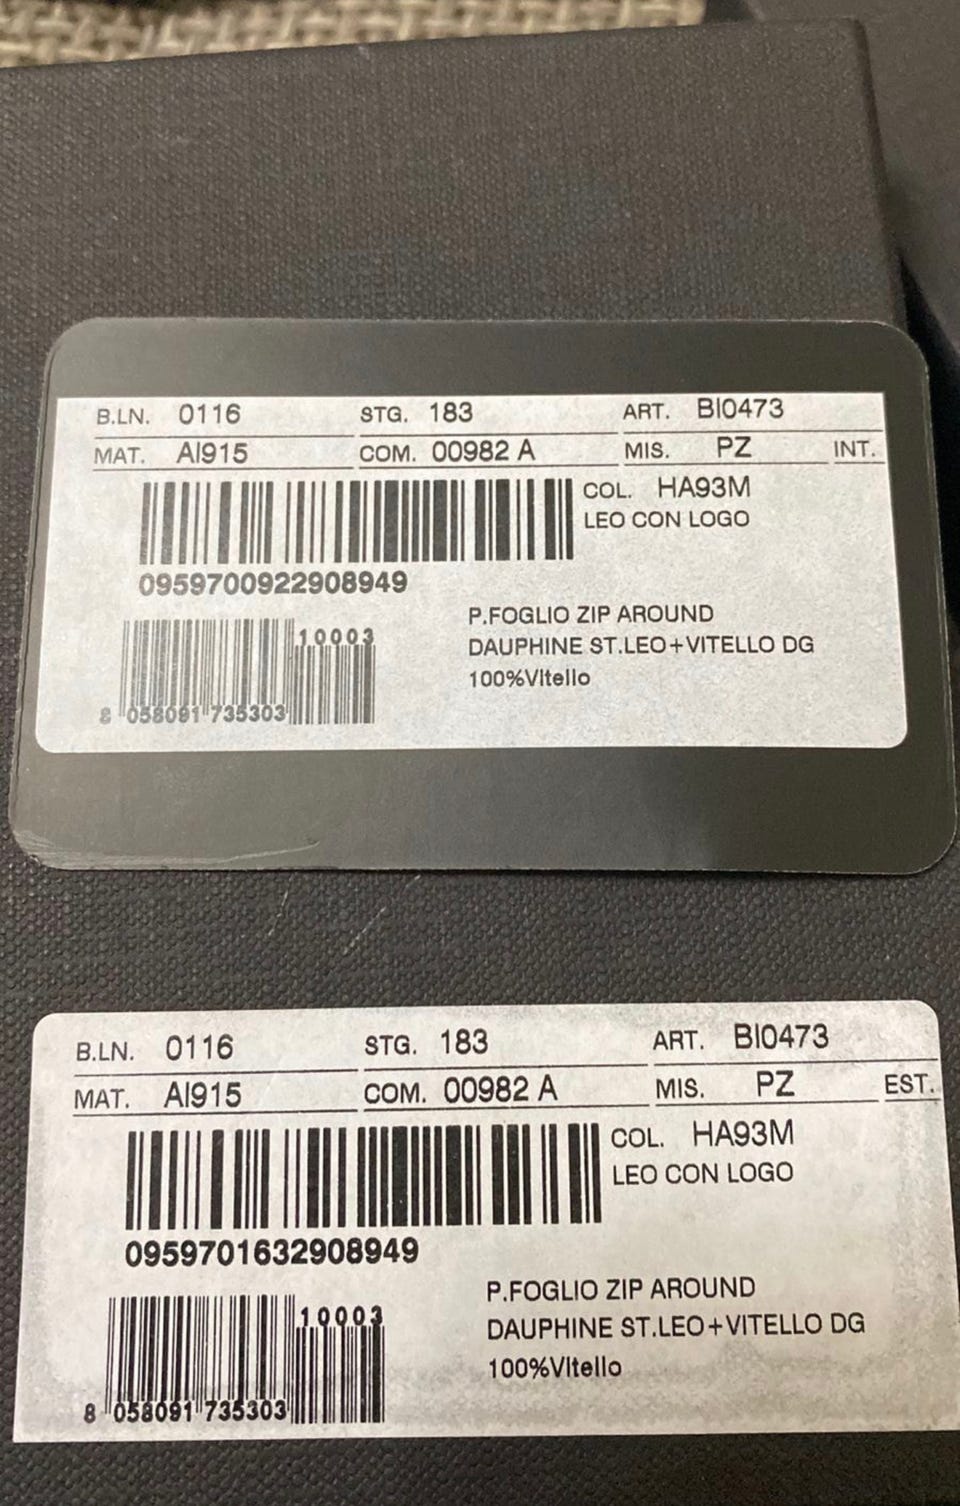 B.LN. 0116 STG. 183 ART. BI0473
MAT. AI915 COM. 00982 A MIS. PZ INT.
COL. HA93M
LEO CON LOGO
0959700922908949
P.FOGLIO ZIP AROUND
10003
DAUPHINE ST.LEO+VITELLO DG
100%VItello
8 058091 735303
B.LN. 0116 STG. 183 ART. BI0473
MAT. AI915 COM. 00982 A MIS. PZ EST.
COL. HA93M
LEO CON LOGO
0959701632908949
P.FOGLIO ZIP AROUND
10003
DAUPHINE ST.LEO+VITELLO DG
100%VItello
8 058091 735303